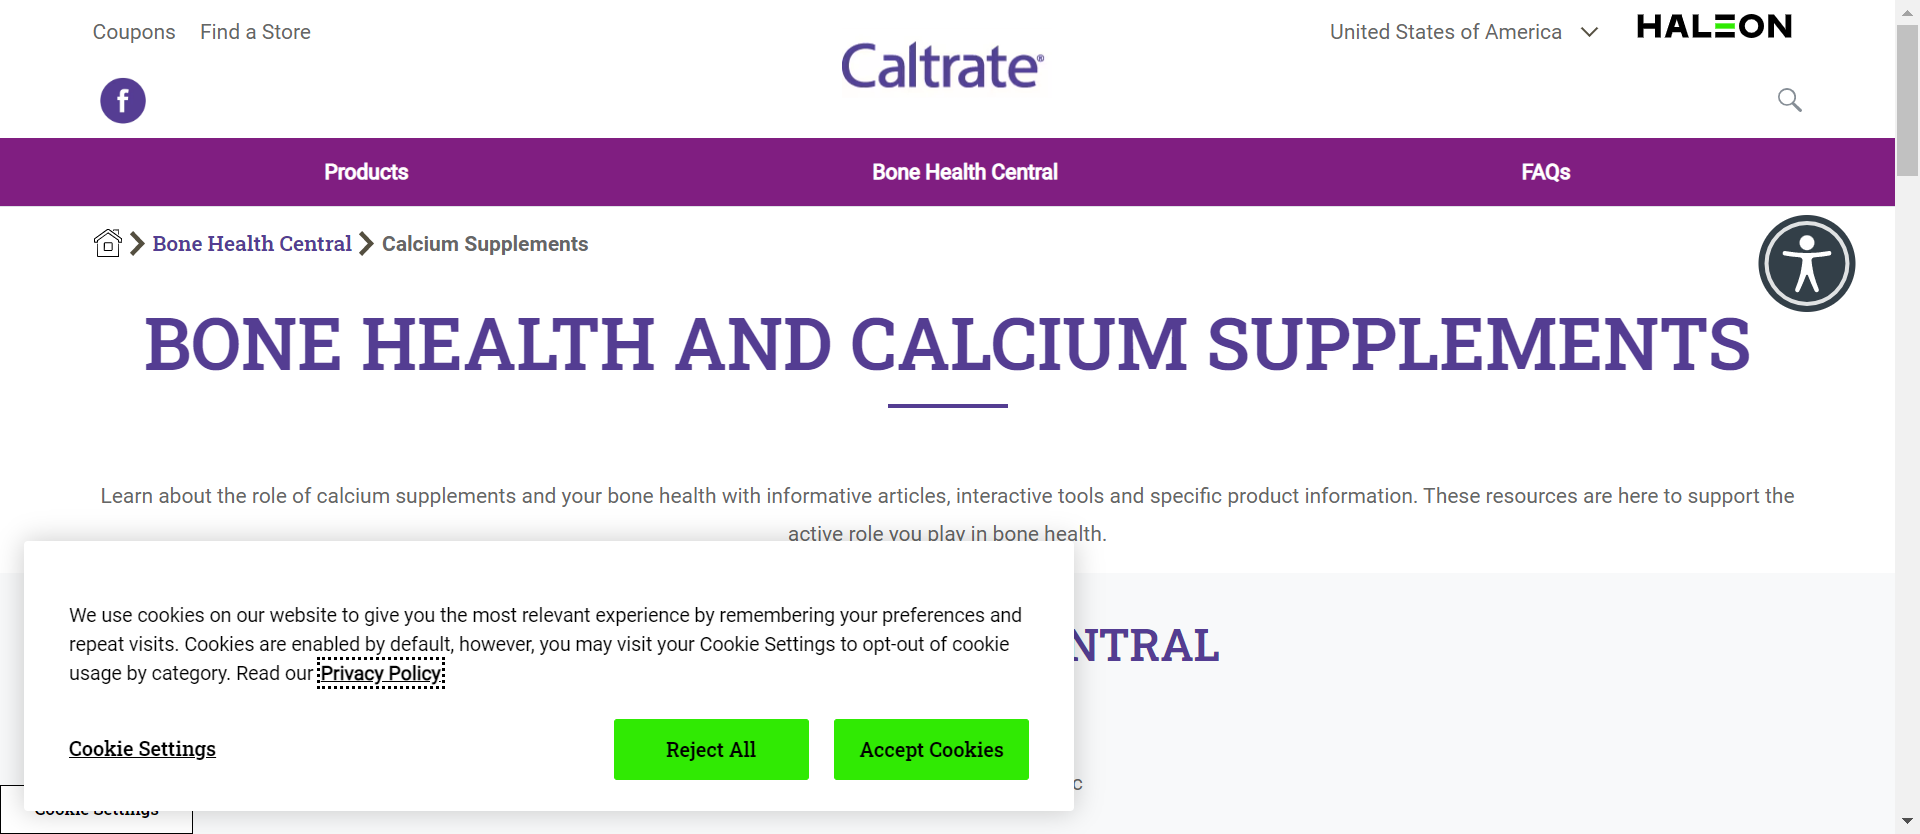 Coupons Find a Store
United States of America
HALEON
Caltrate®
f
Products Bone Health Central FAQs
Bone Health Central Calcium Supplements
BONE HEALTH AND CALCIUM SUPPLEMENTS
Learn about the role of calcium supplements and your bone health with informative articles, interactive tools and specific product information. These resources are here to support the
active role you play in bone health.
NTRAL
We use cookies on our website to give you the most relevant experience by remembering your preferences and
repeat visits. Cookies are enabled by default, however, you may visit your Cookie Settings to opt-out of cookie
usage by category. Read our Privacy Policy
Cookie Settings Reject All Accept Cookies
c
Cookie Settings